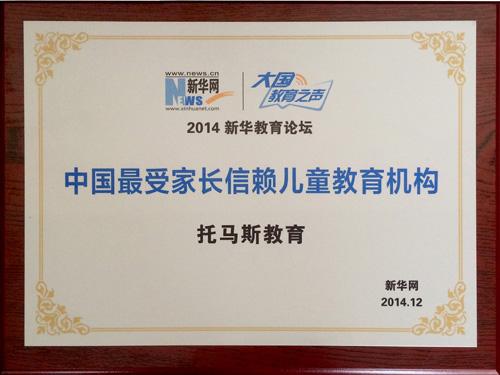 www.news.cn
新华网
NEWS
www.xinhuanet.com
大国
教育之声
2014 新华教育论坛
中国最受家长信赖儿童教育机构
托马斯教育
新华网
2014.12